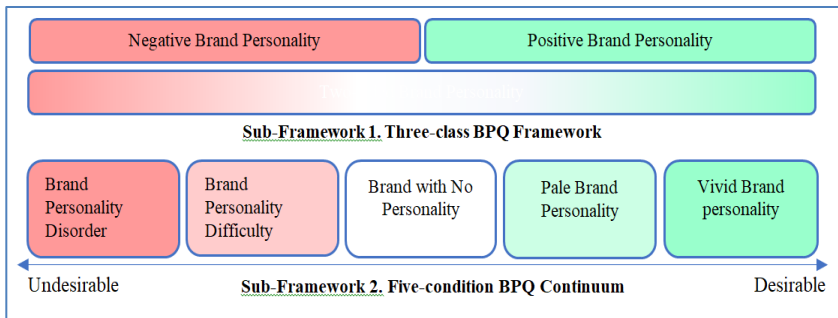 Negative Brand Personality
Positive Brand Personality
Sub-Framework 1. Three-class BPQ Framework
Brand
Personality
Disorder
Brand
Personality
Difficulty
Brand with No
Personality
Pale Brand
Personality
Vivid Brand
personality
Undesirable
Sub-Framework 2. Five-condition BPQ Continuum
Desirable